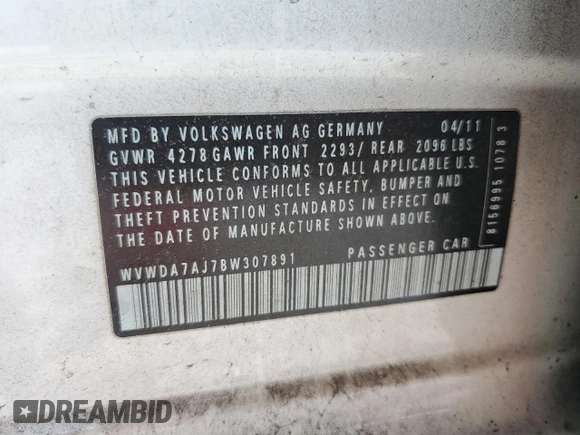 MFD BY VOLKSWAGEN AG GERMANY 04/11
GVWR 4278 GAWR FRONT 2293/ REAR 2096 LBS
THIS VEHICLE CONFORMS TO ALL APPLICABLE U.S.
FEDERAL MOTOR VEHICLE SAFETY, BUMPER AND
THEFT PREVENTION STANDARDS IN EFFECT ON
THE DATE OF MANUFACTURE SHOWN ABOVE.
WVWDA7AJ7BW307891 PASSENGER CAR
8156995 1078 3
DREAMBID